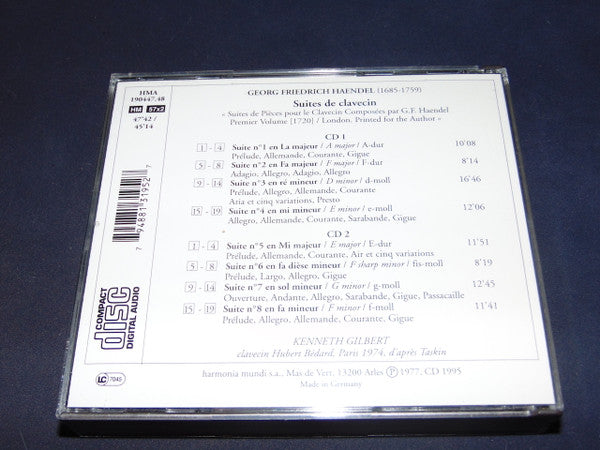 HMA
190447.48
HM 57x2
47'42 /
45'14
GEORG FRIEDRICH HAENDEL (1685-1759)
Suites de clavecin
« Suites de Pièces pour le Clavecin Composées par G.F. Haendel
Premier Volume [1720] / London. Printed for the Author »
CD 1
1 - 4 Suite n°1 en La majeur / A major / A-dur 10'08
Prélude, Allemande, Courante, Gigue
5 - 8 Suite n°2 en Fa majeur / F major / F-dur 8'14
Adagio, Allegro, Adagio, Allegro
9 - 14 Suite n°3 en ré mineur / D minor / d-moll 16'46
Prélude, Allegro, Allemande, Courante
Aria et cinq variations, Presto
15 - 19 Suite n°4 en mi mineur / E minor / e-moll 12'06
Allegro, Allemande, Courante, Sarabande, Gigue
CD 2
1 - 4 Suite n°5 en Mi majeur / E major / E-dur 11'51
Prélude, Allemande, Courante, Air et cinq variations
5 - 8 Suite n°6 en fa dièse mineur / F sharp minor / fis-moll 8'19
Prélude, Largo, Allegro, Gigue
9 - 14 Suite n°7 en sol mineur / G minor / g-moll 12'45
Ouverture, Andante, Allegro, Sarabande, Gigue, Passacaille
15 - 19 Suite n°8 en fa mineur / F minor / f-moll 11'41
Prélude, Allegro, Allemande, Courante, Gigue
KENNETH GILBERT
clavecin Hubert Bédard, Paris 1974, d'après Taskin
harmonia mundi s.a., Mas de Vert, 13200 Arles Ⓟ 1977, CD 1995
Made in Germany
7 94881 31952 7
COMPACT
disc
DIGITAL AUDIO
LC 7045